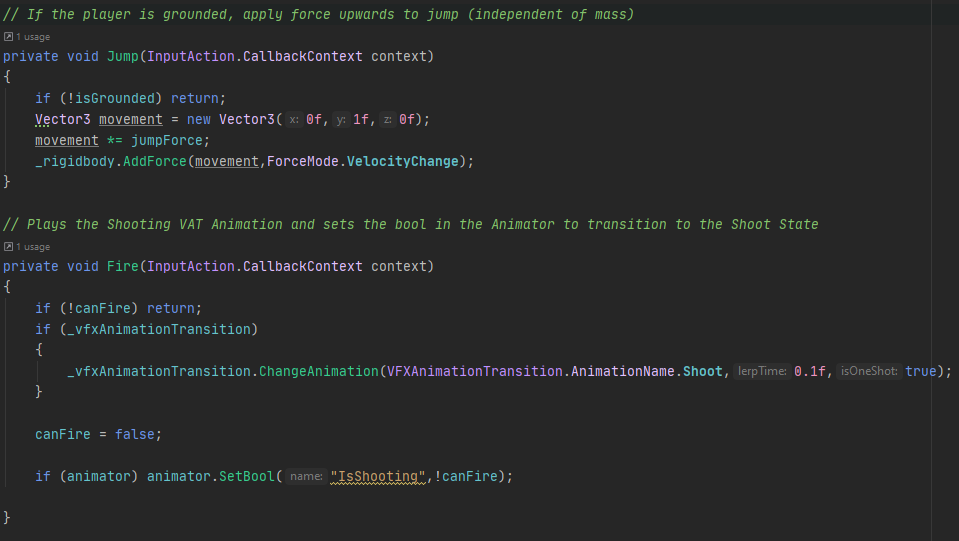 // If the player is grounded, apply force upwards to jump (independent of mass)
1 usage
private void Jump(InputAction.CallbackContext context)
{
if (!isGrounded) return;
Vector3 movement = new Vector3( x: 0f, y: 1f, z: 0f);
movement *= jumpForce;
_rigidbody.AddForce(movement,ForceMode.VelocityChange);
}
// Plays the Shooting VAT Animation and sets the bool in the Animator to transition to the Shoot State
1 usage
private void Fire(InputAction.CallbackContext context)
{
if (!canFire) return;
if (_vfxAnimationTransition)
{
_vfxAnimationTransition.ChangeAnimation(VFXAnimationTransition.AnimationName.Shoot, lerpTime: 0.1f, isOneShot: true);
}
canFire = false;
if (animator) animator.SetBool( name: "IsShooting",!canFire);
}